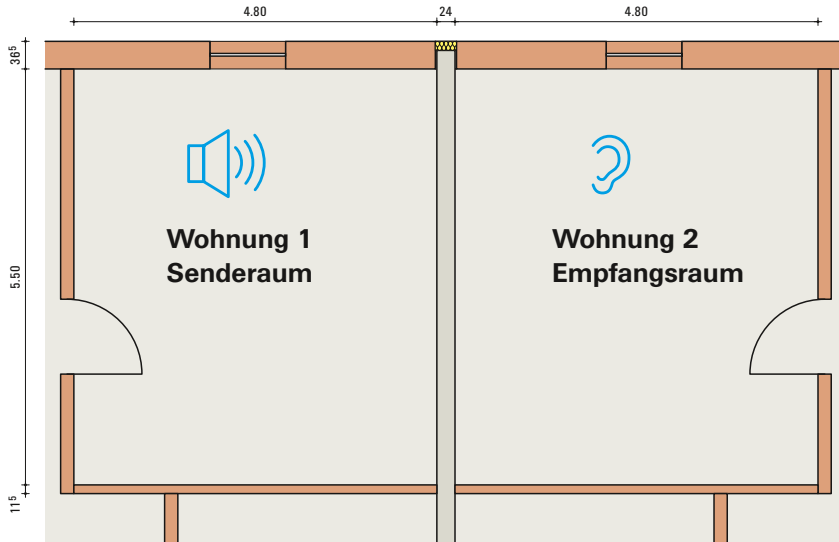 4.80 24 4.80
36⁵
Wohnung 1
Senderaum
Wohnung 2
Empfangsraum
5.50
11⁵